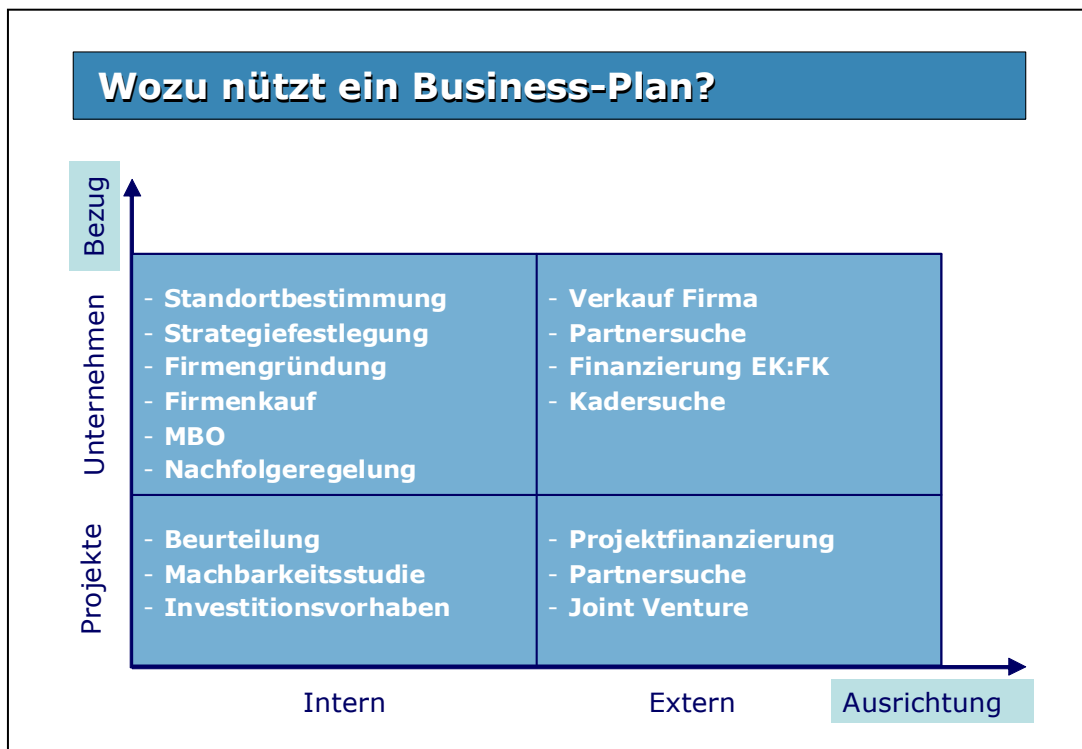 Wozu nützt ein Business-Plan?
Bezug
Unternehmen
- Standortbestimmung
- Strategiefestlegung
- Firmengründung
- Firmenkauf
- MBO
- Nachfolgeregelung
- Verkauf Firma
- Partnersuche
- Finanzierung EK:FK
- Kadersuche
Projekte
- Beurteilung
- Machbarkeitsstudie
- Investitionsvorhaben
- Projektfinanzierung
- Partnersuche
- Joint Venture
Intern
Extern
Ausrichtung